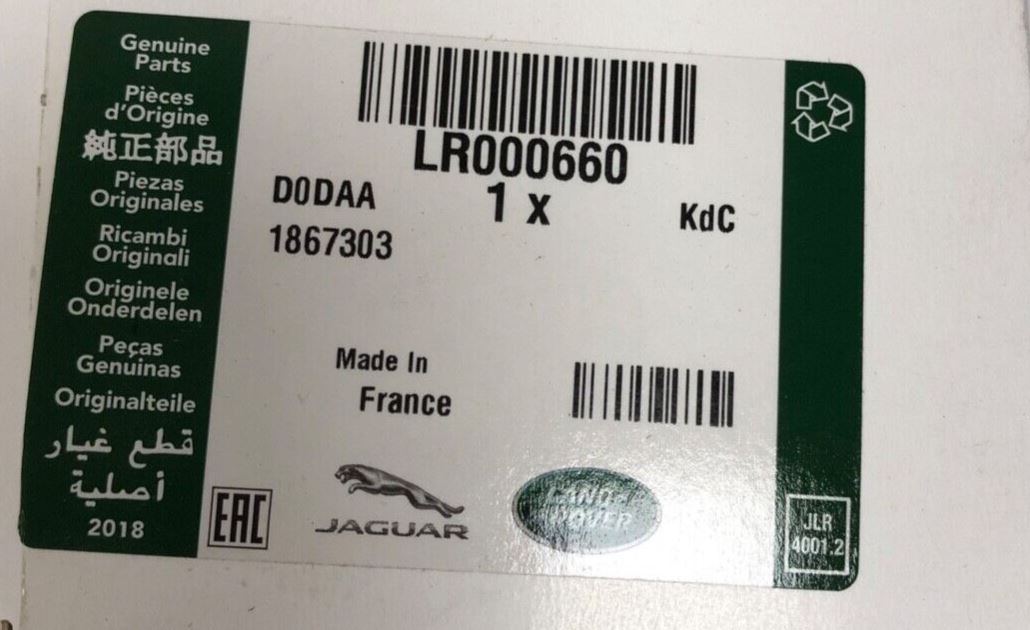 Genuine
Parts
Pièces
d'Origine
純正部品
Piezas
Originales
Ricambi
Originali
Originele
Onderdelen
Peças
Genuinas
Originalteile
قطع غيار
أصلية
2018
LR000660
D0DAA
1 x
KdC
1867303
Made In
France
EAC
JAGUAR
LAND-
ROVER
JLR
4001.2